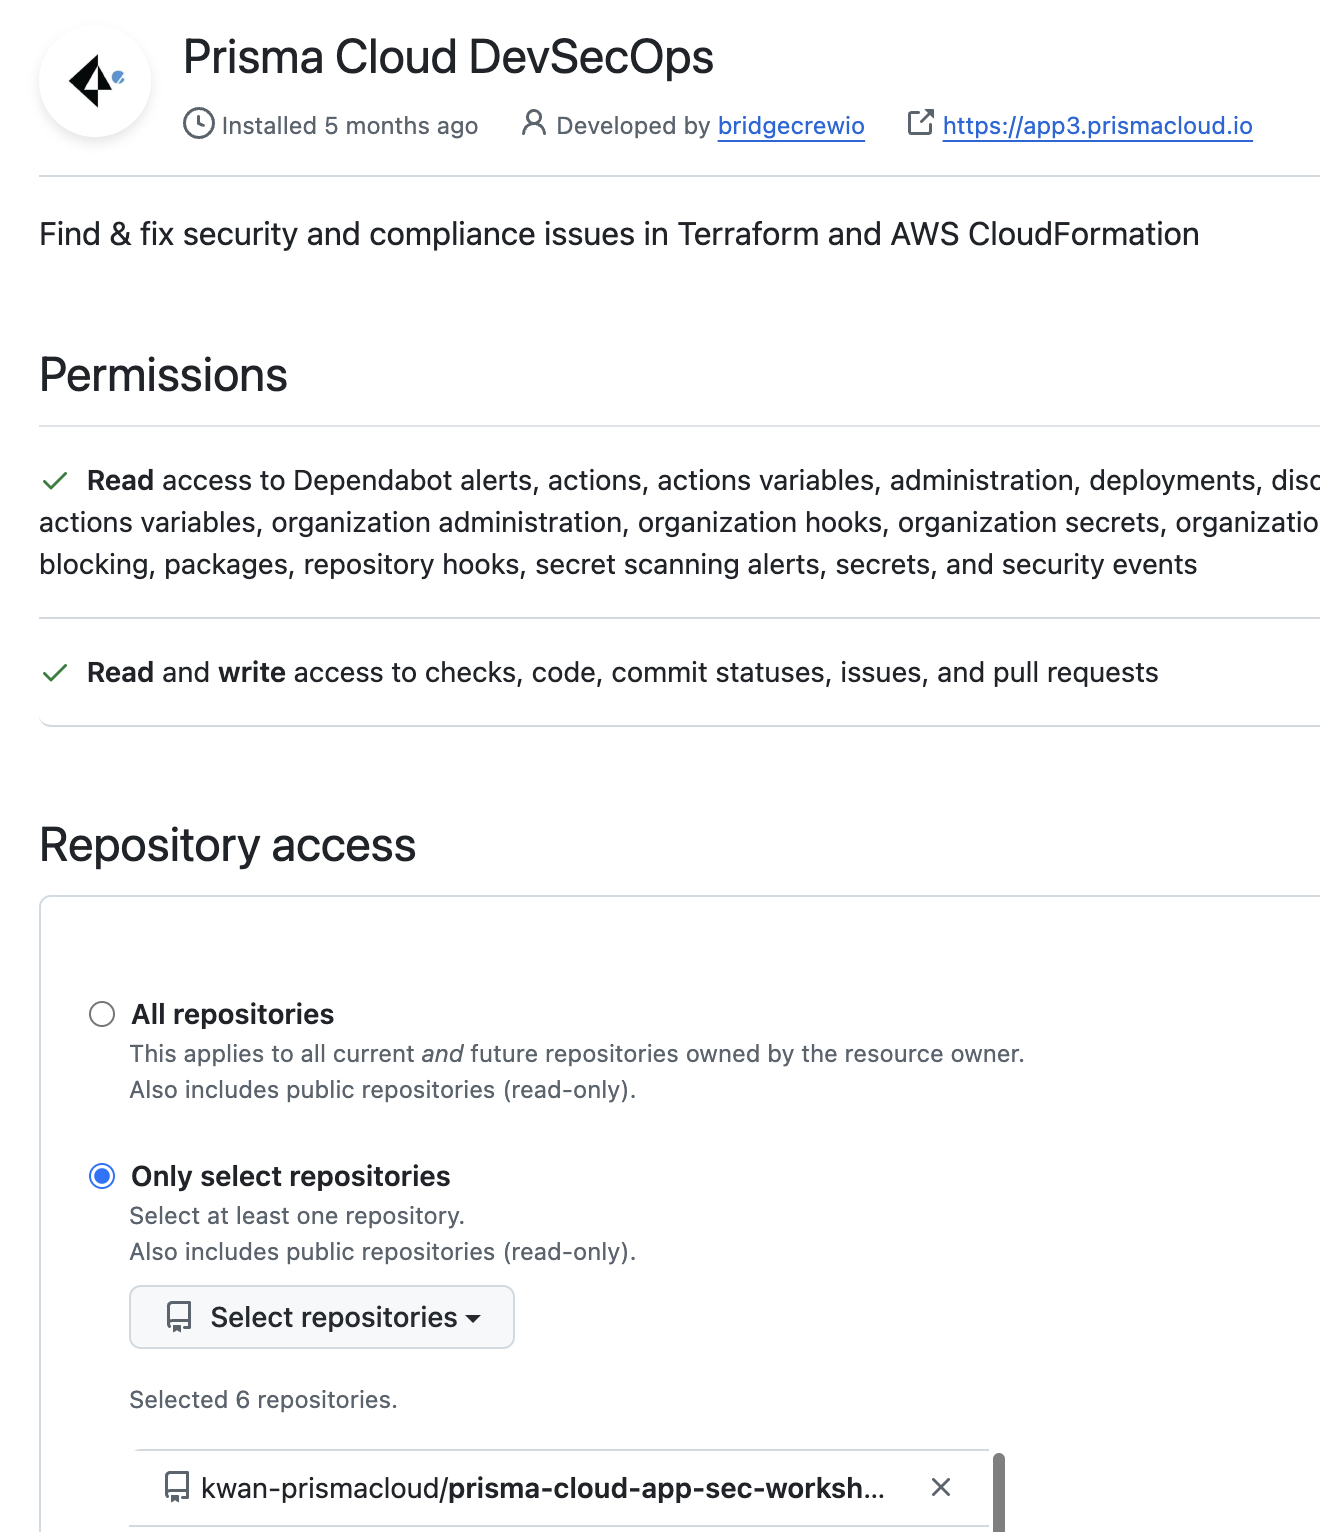 Prisma Cloud DevSecOps
Installed 5 months ago Developed by bridgecrewio https://app3.prismacloud.io
Find & fix security and compliance issues in Terraform and AWS CloudFormation
Permissions
Read access to Dependabot alerts, actions, actions variables, administration, deployments,
actions variables, organization administration, organization hooks, organization secrets,
blocking, packages, repository hooks, secret scanning alerts, secrets, and security events
Read and write access to checks, code, commit statuses, issues, and pull requests
Repository access
All repositories
This applies to all current and future repositories owned by the resource owner.
Also includes public repositories (read-only).
Only select repositories
Select at least one repository.
Also includes public repositories (read-only).
Select repositories
Selected 6 repositories.
kwan-prismacloud/prisma-cloud-app-sec-worksh...